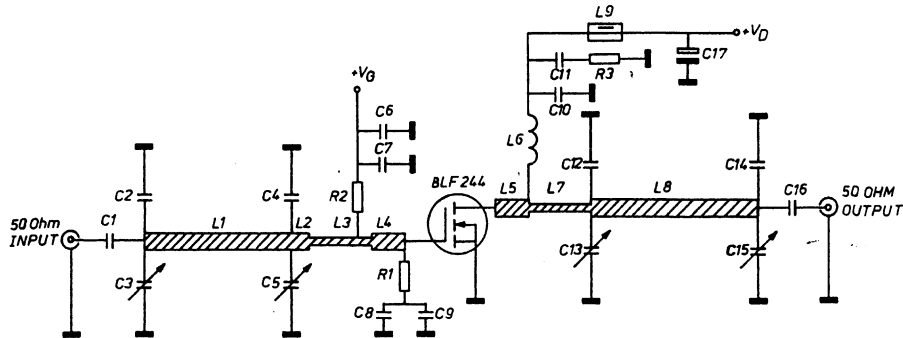 L9
+VD
C17
C11
R3
C10
+VG
C6
C7
L6
C2
C4
R2
BLF 244
C12
C14
L5
L7
L8
C16
50 OHM
OUTPUT
50 Ohm
INPUT
C1
L1
L2
L3
L4
C3
C5
R1
C13
C15
C8
C9